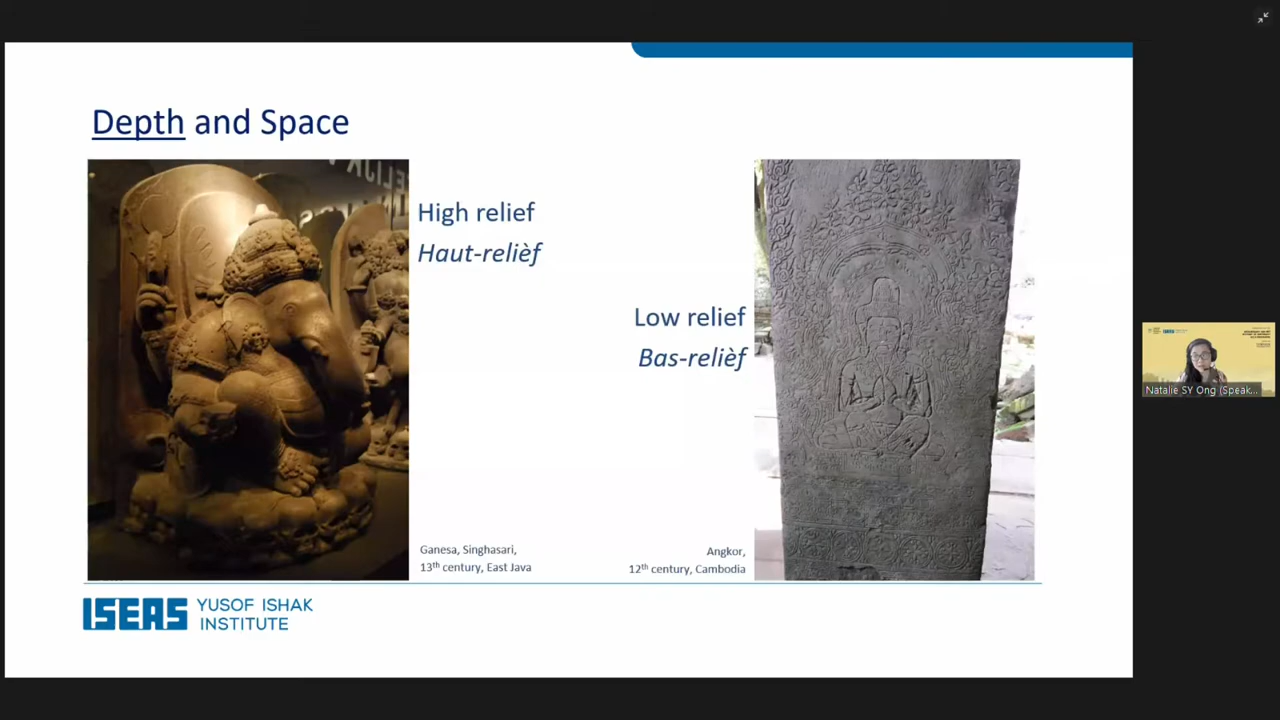 Depth and Space
High relief
Haut-relièf
Low relief
Bas-relièf
Ganesa, Singhasari,
13th century, East Java
Angkor,
12th century, Cambodia
ISEAS YUSOF ISHAK
INSTITUTE
Natalie SY Ong (Speak...